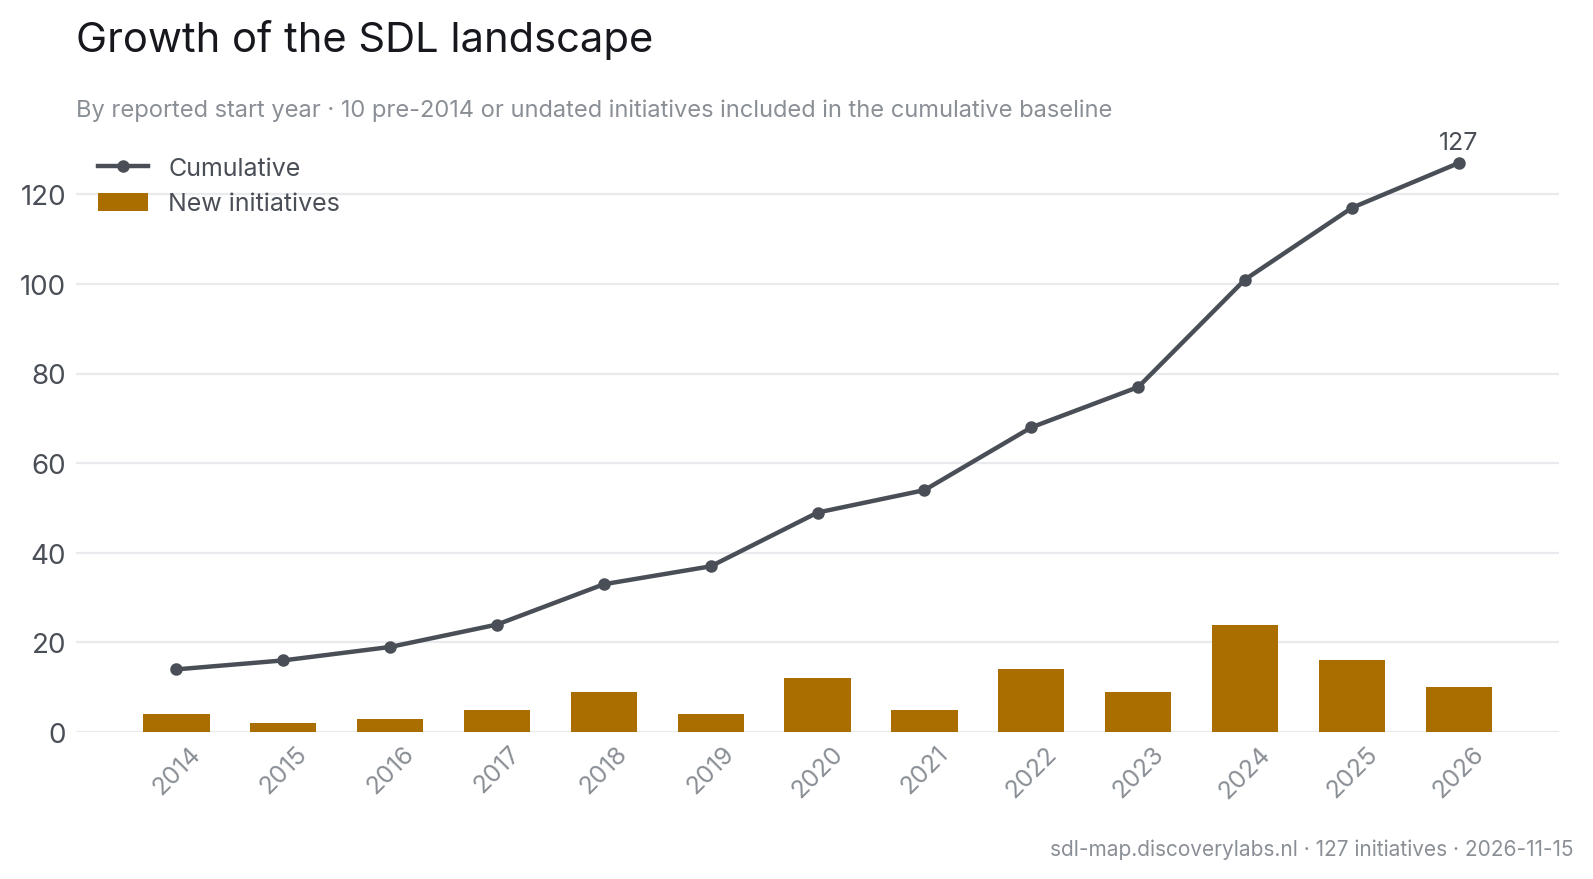 Growth of the SDL landscape
By reported start year · 10 pre-2014 or undated initiatives included in the cumulative baseline
127
Cumulative
New initiatives
120
100
80
60
40
20
0
2014 2015 2016 2017 2018 2019 2020 2021 2022 2023 2024 2025 2026
sdl-map.discoverylabs.nl · 127 initiatives · 2026-11-15